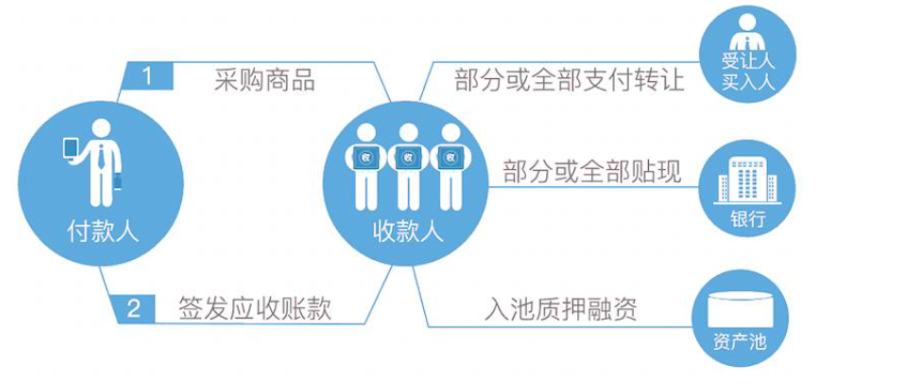 1
采购商品
付款人
2
签发应收账款
收
收
收
收款人
部分或全部支付转让
受让人
买入人
部分或全部贴现
银行
入池质押融资
资产池